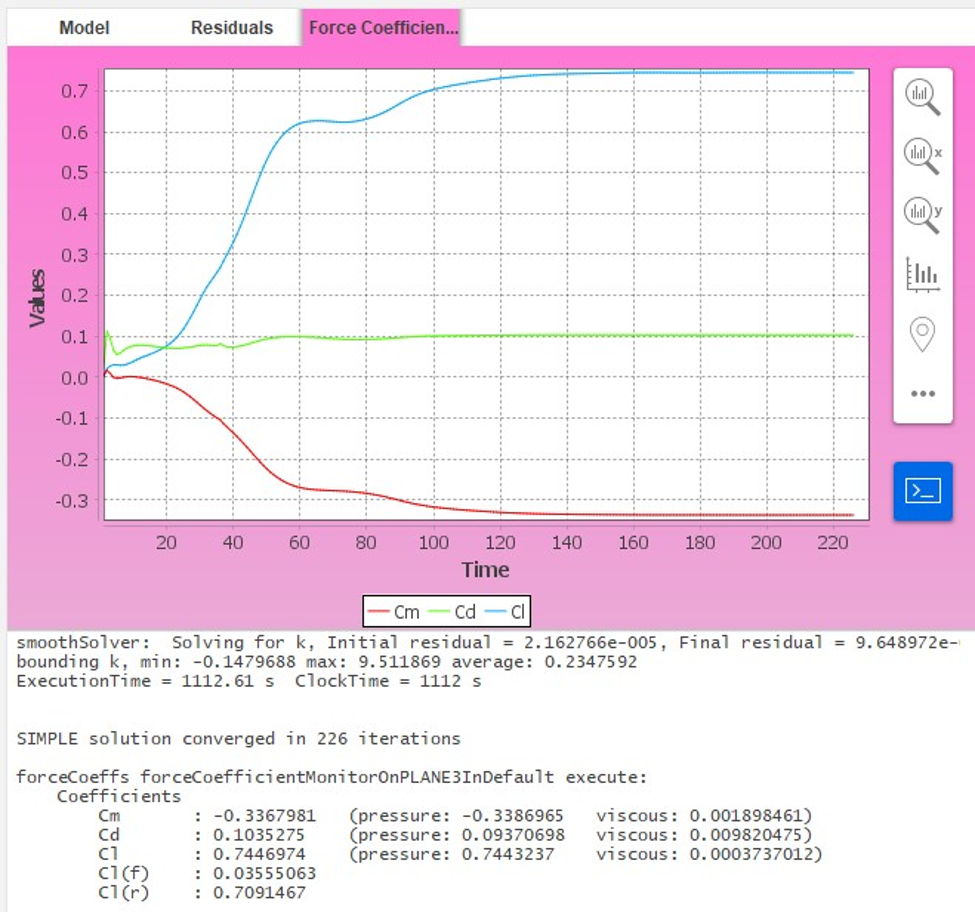 Model Residuals Force Coefficien...
0.7
0.6
0.5
0.4
0.3
0.2
0.1
0.0
-0.1
-0.2
-0.3
Values
20 40 60 80 100 120 140 160 180 200 220
Time
Cm Cd Cl
x
y
>_
smoothSolver:  Solving for k, Initial residual = 2.162766e-005, Final residual = 9.648972e-
bounding k, min: -0.1479688 max: 9.511869 average: 0.2347592
ExecutionTime = 1112.61 s  ClockTime = 1112 s
SIMPLE solution converged in 226 iterations
forceCoeffs forceCoefficientMonitorOnPLANE3InDefault execute:
Coefficients
Cm : -0.3367981 (pressure: -0.3386965 viscous: 0.001898461)
Cd : 0.1035275 (pressure: 0.09370698 viscous: 0.009820475)
Cl : 0.7446974 (pressure: 0.7443237 viscous: 0.0003737012)
Cl(f) : 0.03555063
Cl(r) : 0.7091467